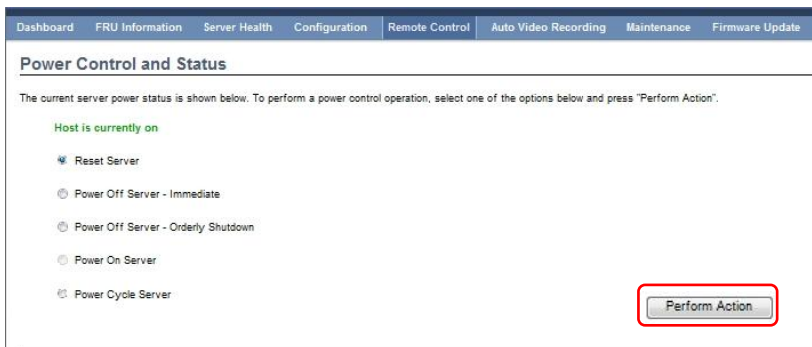 Dashboard FRU Information Server Health Configuration Remote Control Auto Video Recording Maintenance Firmware Update
Power Control and Status
The current server power status is shown below. To perform a power control operation, select one of the options below and press "Perform Action".
Host is currently on
Reset Server
Power Off Server - Immediate
Power Off Server - Orderly Shutdown
Power On Server
Power Cycle Server
Perform Action